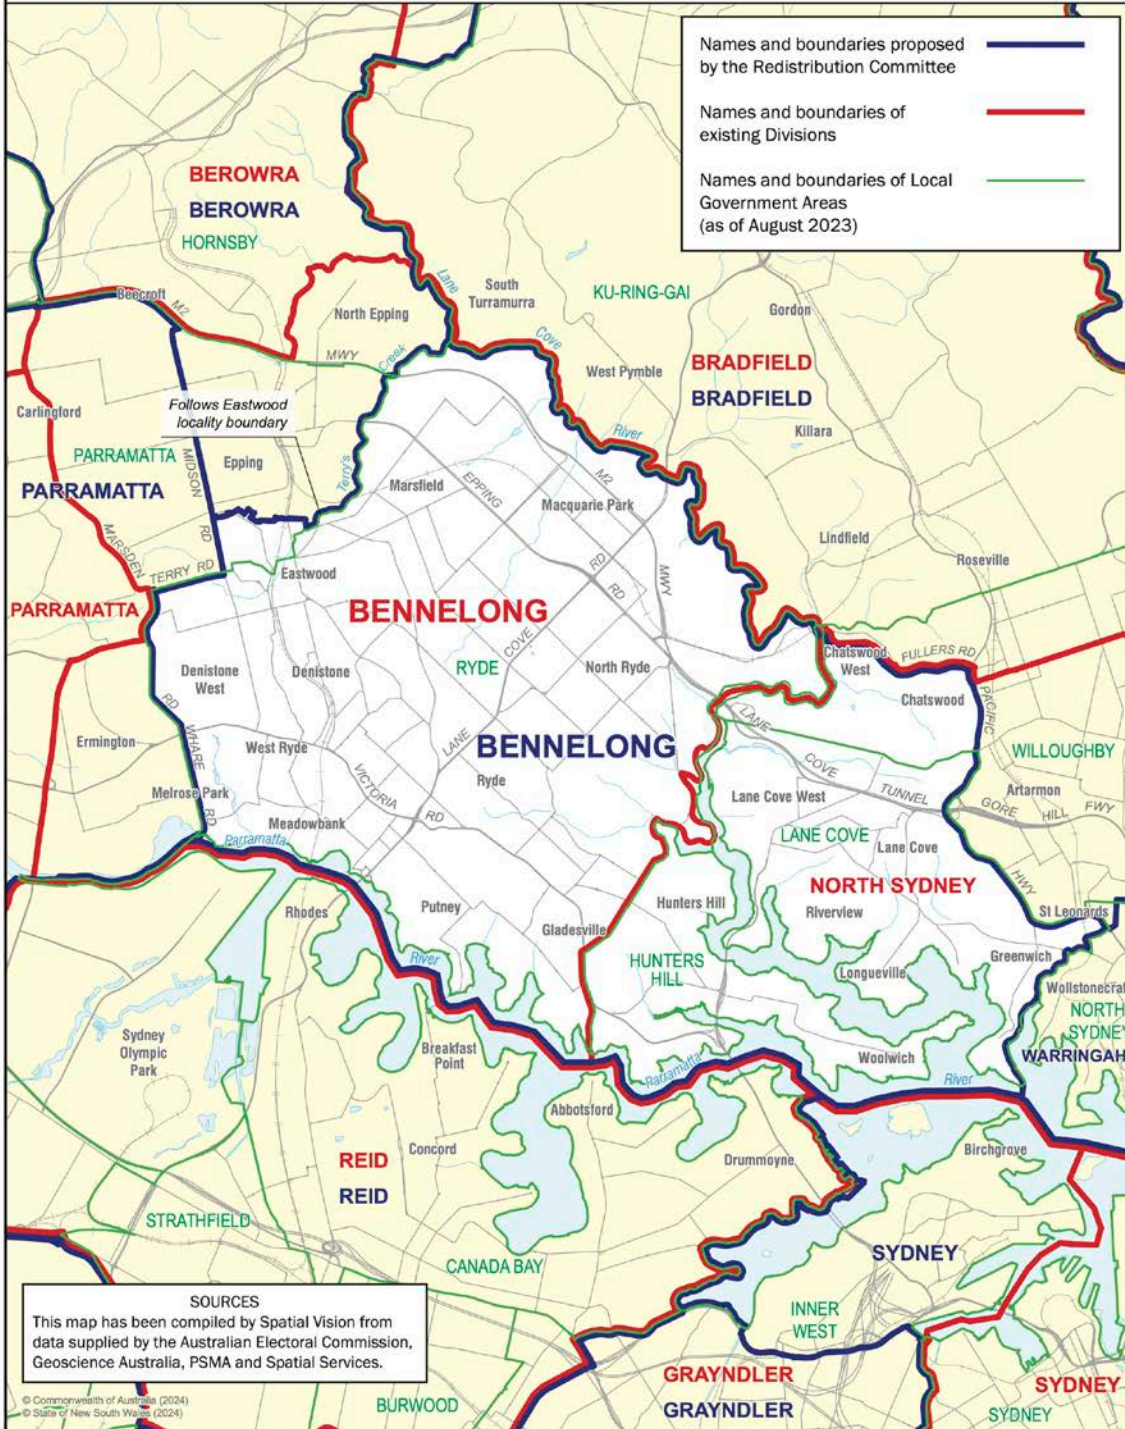 Names and boundaries proposed
by the Redistribution Committee
Names and boundaries of
existing Divisions
Names and boundaries of Local
Government Areas
(as of August 2023)
BEROWRA
BEROWRA
HORNSBY
Lane
South
Turramurra
KU-RING-GAI
Beecroft
M2
North Epping
Gordon
Cove
MWY
Creek
West Pymble
BRADFIELD
BRADFIELD
Carlingford
Follows Eastwood
locality boundary
River
Killara
PARRAMATTA
MIDSON
Epping
Terry's
Marsfield
EPPING
M2
PARRAMATTA
Macquarie Park
MARSDEN
RD
Lindfield
Roseville
RD
TERRY RD
Eastwood
RD
MWY
PARRAMATTA
BENNELONG
COVE
Chatswood
West
FULLERS RD
Denistone
West
Denistone
RYDE
North Ryde
Chatswood
PACIFIC
RD
LANE
Ermington
WHARF
West Ryde
LANE
BENNELONG
WILLOUGHBY
VICTORIA
COVE
Ryde
Melrose Park
RD
Lane Cove West
TUNNEL
Artarmon
GORE
HILL
FWY
Meadowbank
RD
Parramatta
LANE COVE
Lane Cove
HWY
NORTH SYDNEY
Rhodes
Putney
Hunters Hill
Riverview
St Leonards
Gladesville
River
HUNTERS
HILL
Longueville
Greenwich
Wollstonecraf
NORTH
SYDNEY
Sydney
Olympic
Park
Breakfast
Point
Parramatta
Woolwich
WARRINGAH
River
Abbotsford
Concord
Drummoyne
Birchgrove
REID
REID
STRATHFIELD
SYDNEY
CANADA BAY
INNER
WEST
SOURCES
This map has been compiled by Spatial Vision from
data supplied by the Australian Electoral Commission,
Geoscience Australia, PSMA and Spatial Services.
GRAYNDLER
GRAYNDLER
SYDNEY
SYDNEY
© Commonwealth of Australia (2024)
© State of New South Wales (2024)
BURWOOD